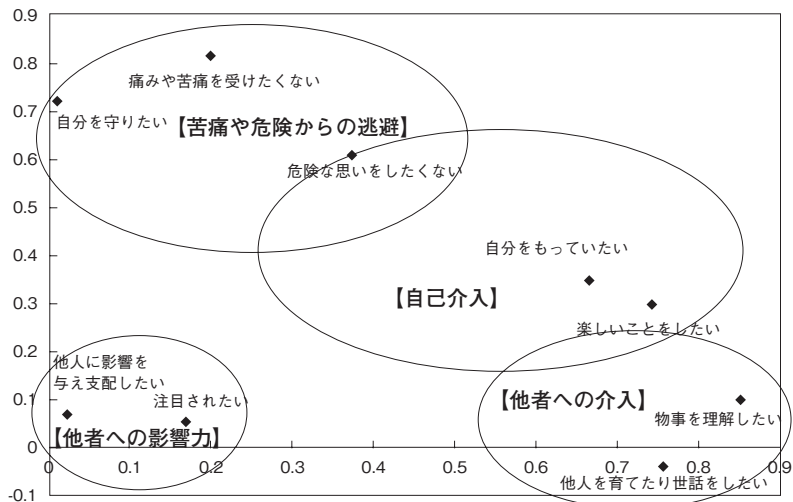 0.9
0.8
痛みや苦痛を受けたくない
0.7
自分を守りたい
【苦痛や危険からの逃避】
0.6
危険な思いをしたくない
0.5
0.4
自分をもっていたい
0.3
【自己介入】
楽しいことをしたい
0.2
他人に影響を
与え支配したい
注目されたい
0.1
【他者への介入】
物事を理解したい
【他者への影響力】
0
0 0.1 0.2 0.3 0.4 0.5 0.6 0.7 0.8 0.9
他人を育てたり世話をしたい
-0.1